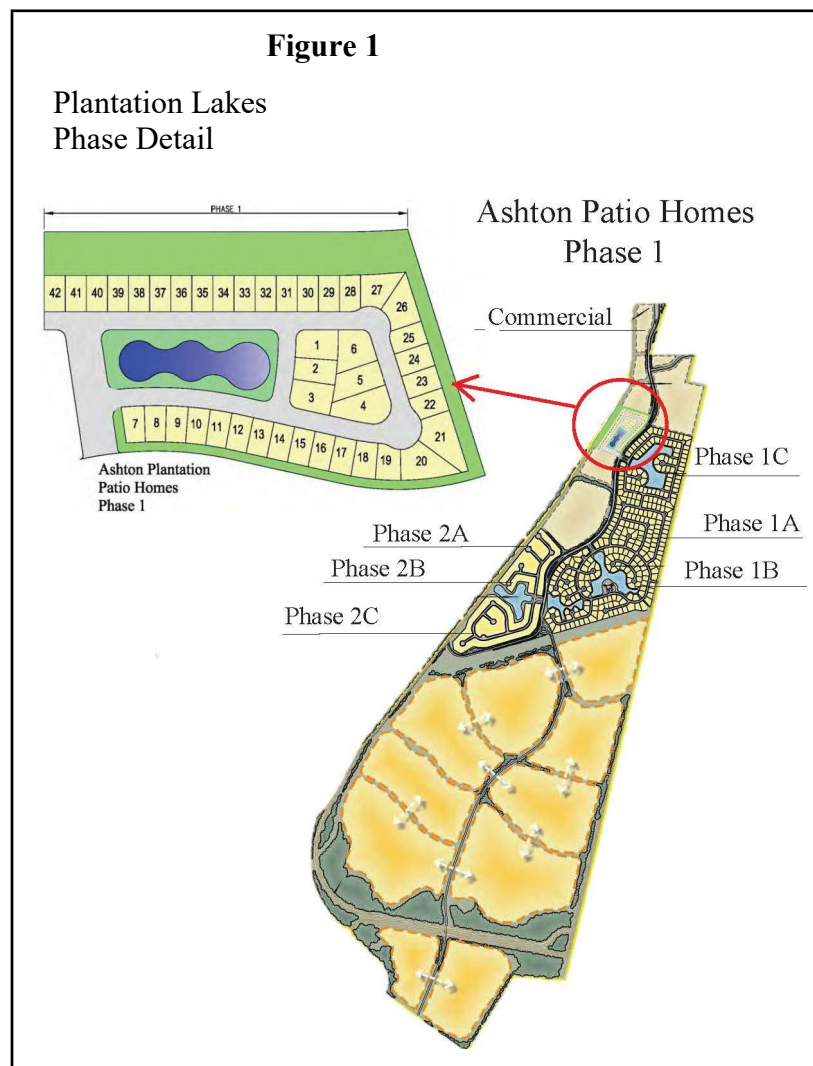 Figure 1
Plantation Lakes
Phase Detail
PHASE 1
Ashton Patio Homes
Phase 1
42 41 40 39 38 37 36 35 34 33 32 31 30 29 28 27
26
25
24
23
22
21
20
1
2
3
6
5
4
7 8 9 10 11 12 13 14 15 16 17 18 19
Ashton Plantation
Patio Homes
Phase 1
Commercial
Phase 1C
Phase 1A
Phase 1B
Phase 2A
Phase 2B
Phase 2C